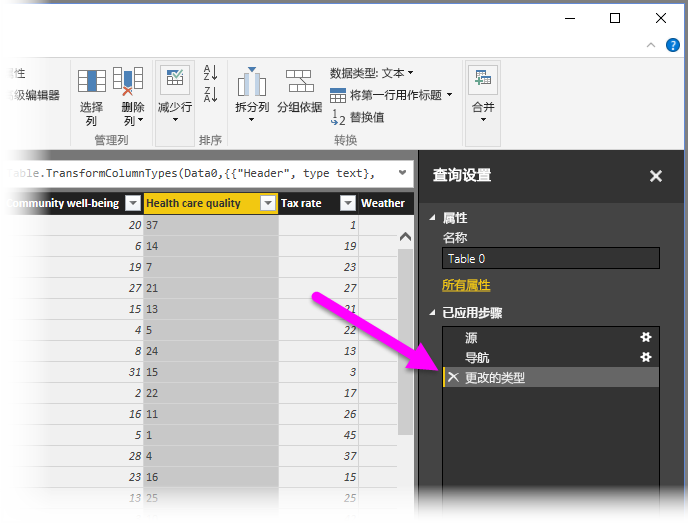 属性
高级编辑器
选择
列
删除
列
管理列
减少行
A
Z
Z
A
排序
拆分列
分组依据
数据类型: 文本
将第一行用作标题
1
2
替换值
转换
合并
Table.TransformColumnTypes(Data0,{{"Header", type text},
Community well-being Health care quality Tax rate Weather
20 37 1
6 14 19
19 7 23
27 21 27
15 13 21
4 5 22
8 24 13
31 15 3
2 22 17
16 11 26
5 1 45
28 4 37
23 16 15
13 25 25
查询设置
属性
名称
Table 0
所有属性
已应用步骤
源
导航
更改的类型